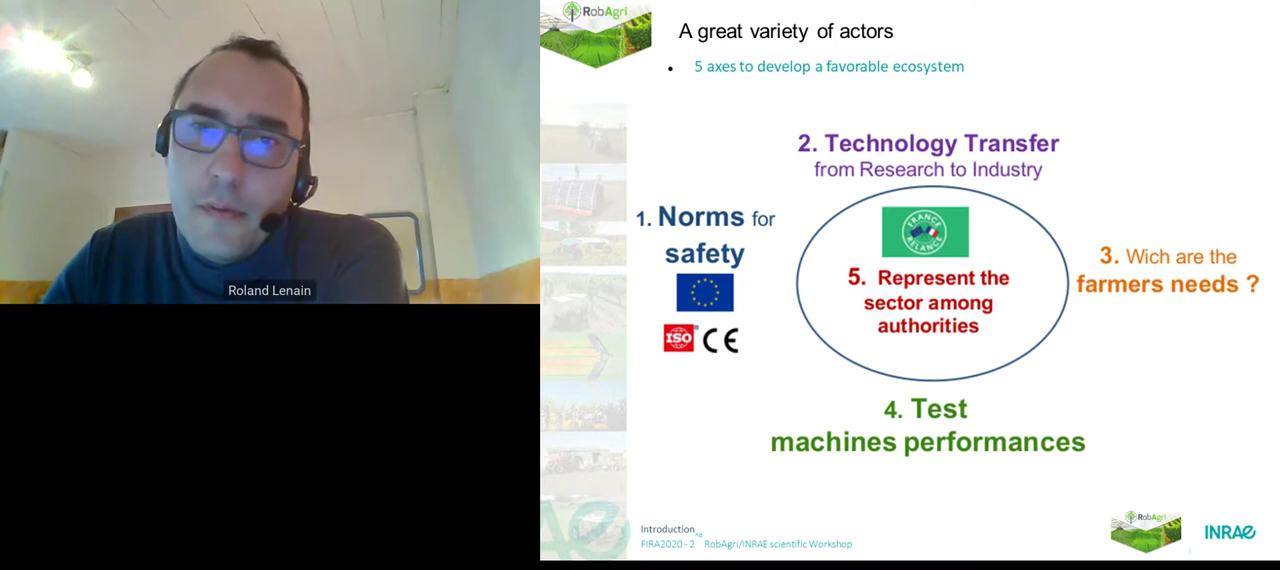 Roland Lenain
RobAgri
A great variety of actors
• 5 axes to develop a favorable ecosystem
2. Technology Transfer
from Research to Industry
1. Norms for
safety
ISO
CE
FRANCE
RELANCE
5. Represent the
sector among
authorities
3. Wich are the
farmers needs ?
4. Test
machines performances
Introduction
FIRA2020 - 2nd RobAgri/INRAE scientific Workshop
RobAgri
INRAE